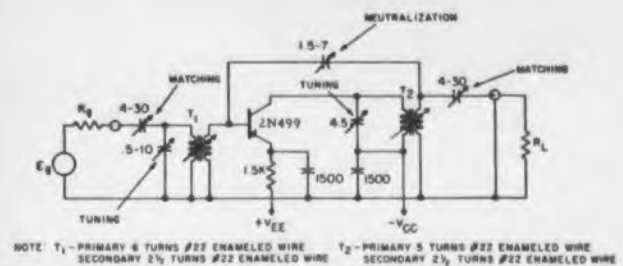 NEUTRALIZATION
1.5-7
MATCHING
TUNING
T2
4-30
MATCHING
Rg
4-30
T1
2N499
4.5
Eg
.5-10
1.5K
1500
1500
RL
TUNING
+VEE
-VCC
NOTE: T1 - PRIMARY 6 TURNS #22 ENAMELED WIRE
SECONDARY 2½ TURNS #22 ENAMELED WIRE
T2 - PRIMARY 5 TURNS #22 ENAMELED WIRE
SECONDARY 2½ TURNS #22 ENAMELED WIRE